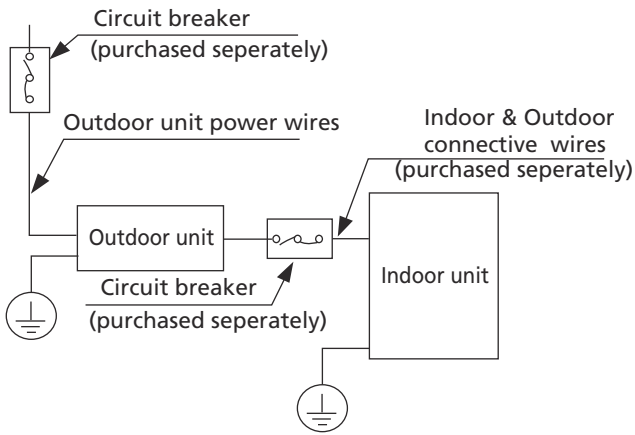 Circuit breaker
(purchased seperately)
Outdoor unit power wires
Indoor & Outdoor
connective wires
(purchased seperately)
Outdoor unit
Indoor unit
Circuit breaker
(purchased seperately)